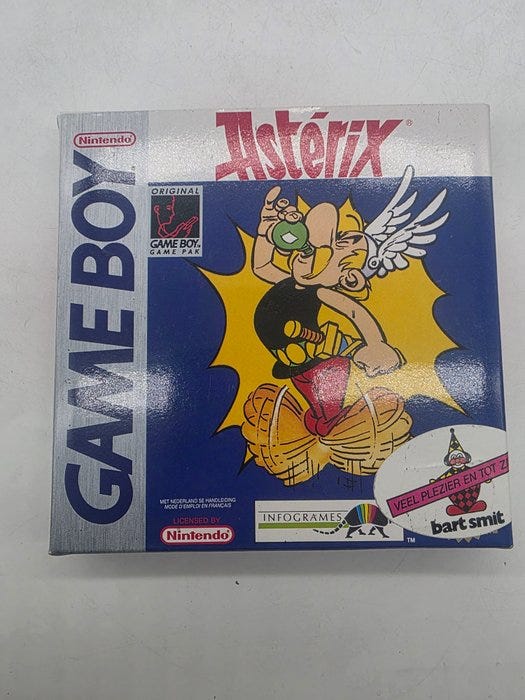 Nintendo
GAME BOY
TM
Astérix®
ORIGINAL
GAME BOY
GAME PAK
MET NEDERLANDSE HANDLEIDING
MODE D'EMPLOI EN FRANÇAIS
LICENSED BY
Nintendo
INFOGRAMES
TM
VEEL PLEZIER EN TOT Z
bart smit